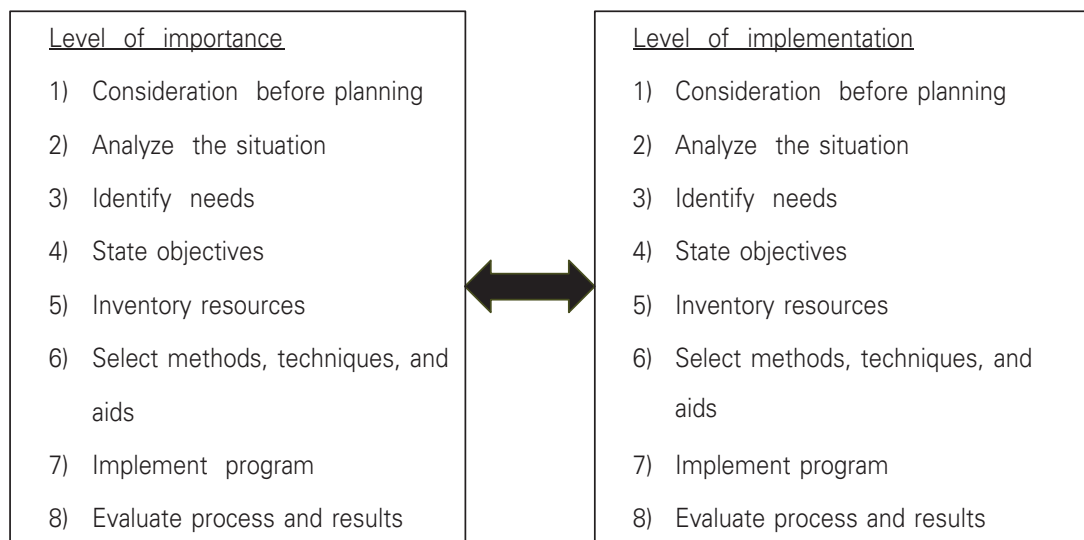 Level of importance
1) Consideration before planning
2) Analyze the situation
3) Identify needs
4) State objectives
5) Inventory resources
6) Select methods, techniques, and
aids
7) Implement program
8) Evaluate process and results
Level of implementation
1) Consideration before planning
2) Analyze the situation
3) Identify needs
4) State objectives
5) Inventory resources
6) Select methods, techniques, and
aids
7) Implement program
8) Evaluate process and results